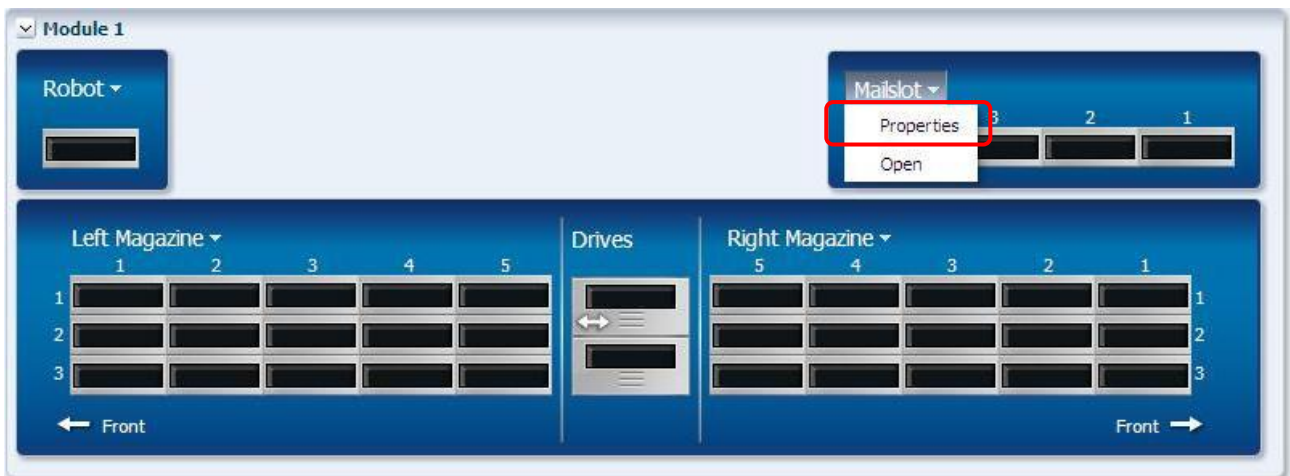 Module 1
Robot
Mailslot
Properties
Open
3 2 1
Left Magazine
1 2 3 4 5
1
2
3
Drives
Right Magazine
5 4 3 2 1
1
2
3
Front
Front